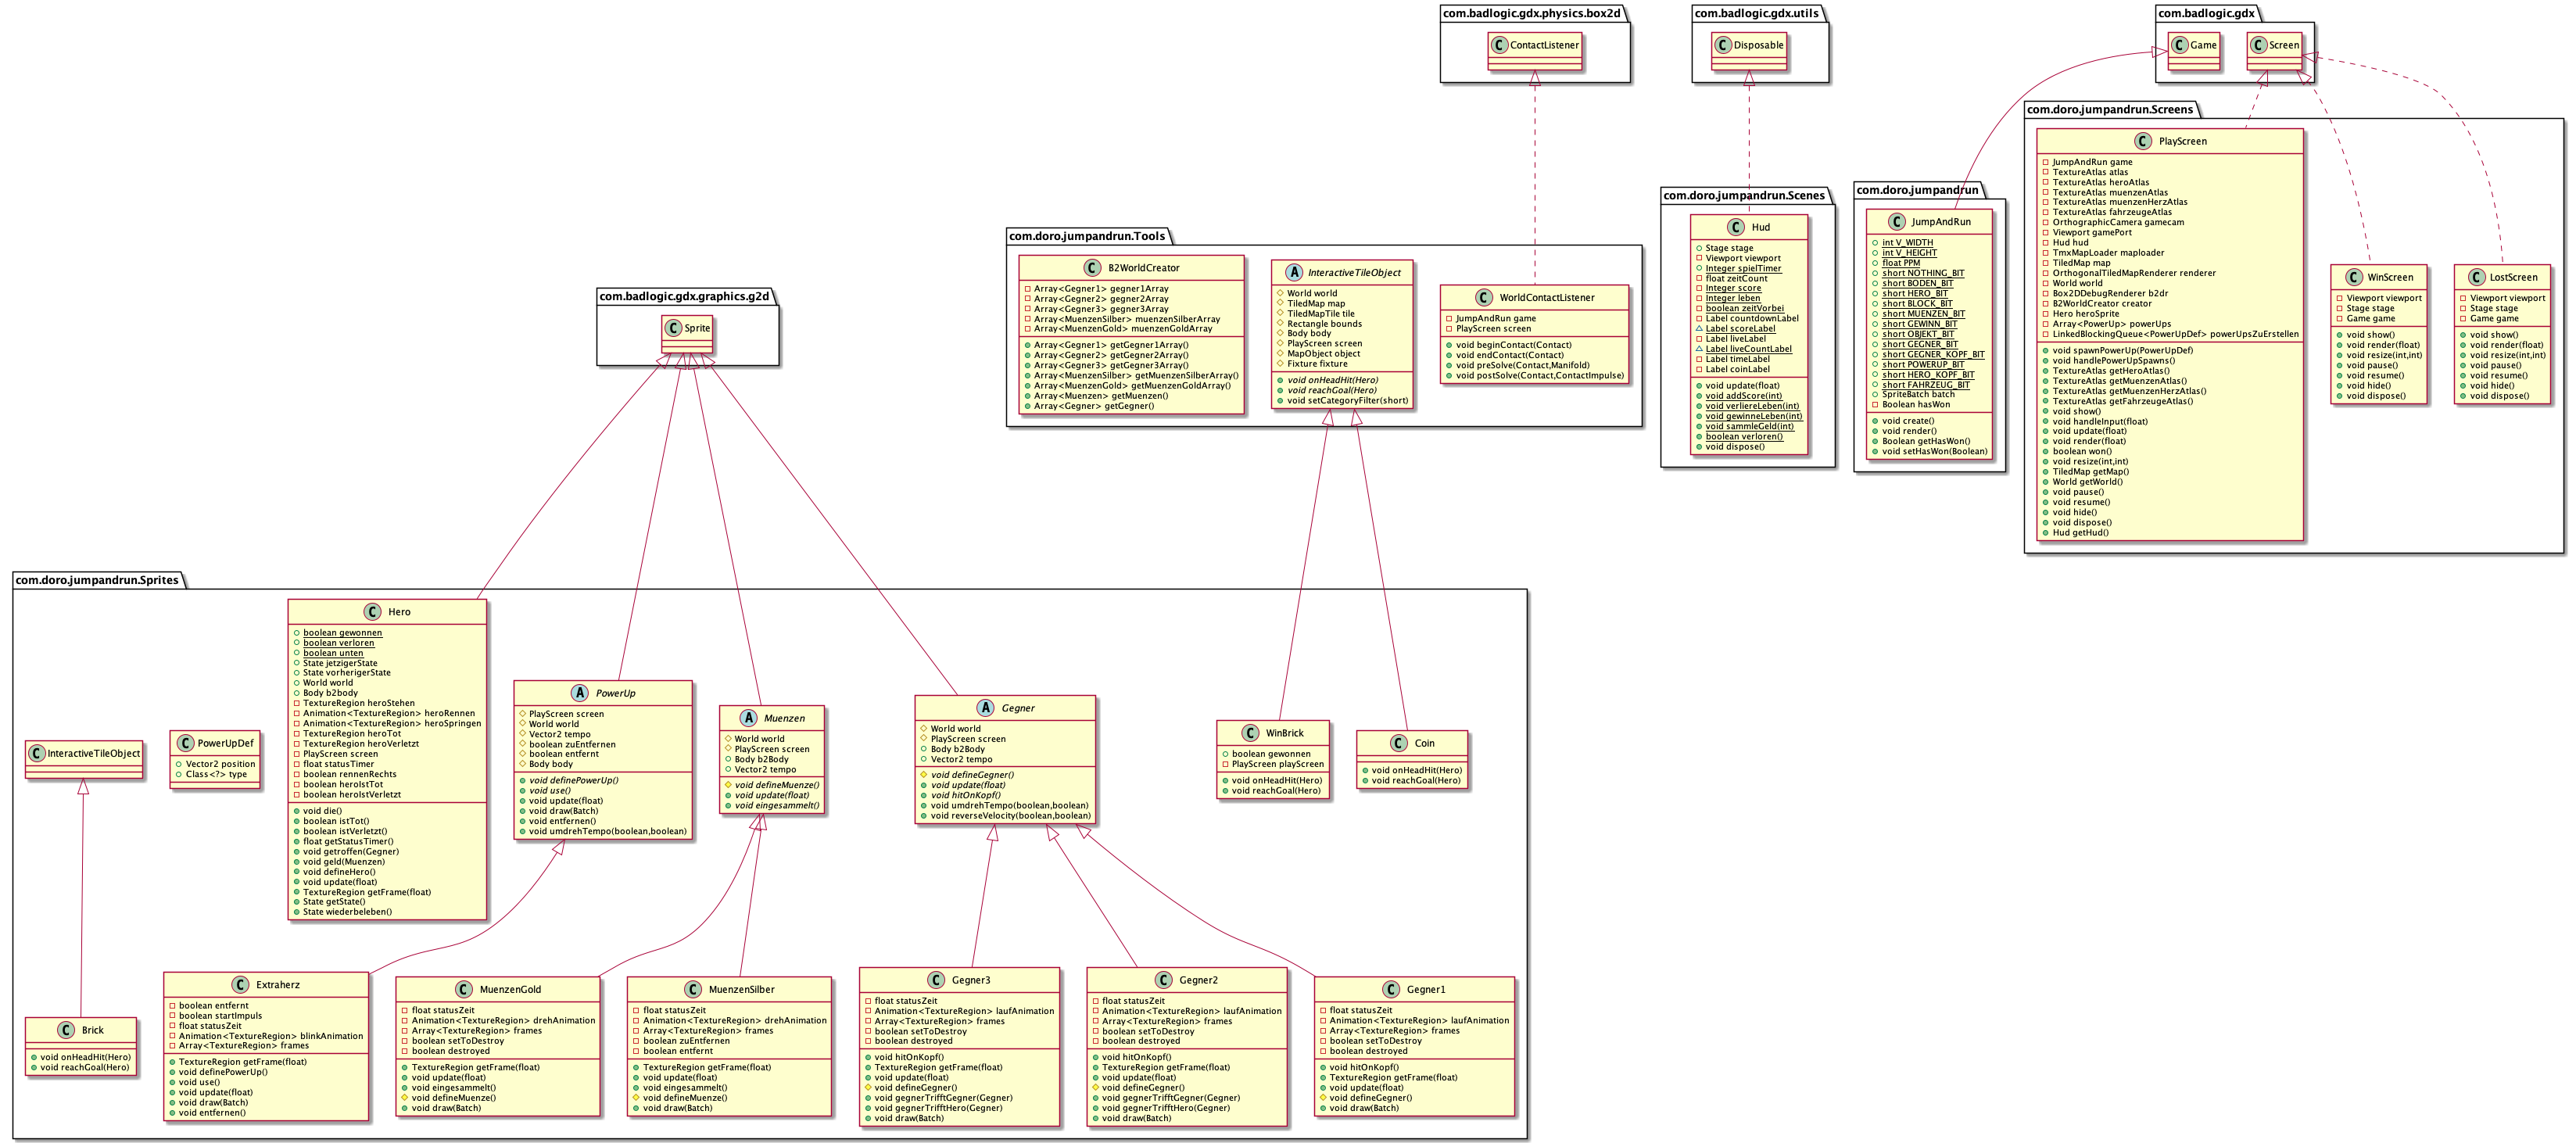 com.badlogic.gdx.physics.box2d
C ContactListener
com.badlogic.gdx.utils
C Disposable
com.badlogic.gdx
C Game
C Screen
com.doro.jumpandrun.Screens
C PlayScreen
JumpAndRun game
TextureAtlas atlas
TextureAtlas heroAtlas
TextureAtlas muenzenAtlas
TextureAtlas muenzenHerzAtlas
TextureAtlas fahrzeugeAtlas
OrthographicCamera gamecam
Viewport gamePort
Hud hud
TmxMapLoader maploader
TiledMap map
OrthogonalTiledMapRenderer renderer
World world
Box2DDebugRenderer b2dr
B2WorldCreator creator
Hero heroSprite
Array<PowerUp> powerUps
LinkedBlockingQueue<PowerUpDef> powerUpsZuErstellen
void spawnPowerUp(PowerUpDef)
void handlePowerUpSpawns()
TextureAtlas getHeroAtlas()
TextureAtlas getMuenzenAtlas()
TextureAtlas getMuenzenHerzAtlas()
TextureAtlas getFahrzeugeAtlas()
void show()
void handleInput(float)
void update(float)
void render(float)
boolean won()
void resize(int,int)
TiledMap getMap()
World getWorld()
void pause()
void resume()
void hide()
void dispose()
Hud getHud()
C WinScreen
Viewport viewport
Stage stage
Game game
void show()
void render(float)
void resize(int,int)
void pause()
void resume()
void hide()
void dispose()
C LostScreen
Viewport viewport
Stage stage
Game game
void show()
void render(float)
void resize(int,int)
void pause()
void resume()
void hide()
void dispose()
com.doro.jumpandrun
C JumpAndRun
int V_WIDTH
int V_HEIGHT
float PPM
short NOTHING_BIT
short BODEN_BIT
short HERO_BIT
short BLOCK_BIT
short MUENZEN_BIT
short GEWINN_BIT
short OBJEKT_BIT
short GEGNER_BIT
short GEGNER_KOPF_BIT
short POWERUP_BIT
short HERO_KOPF_BIT
short FAHRZEUG_BIT
SpriteBatch batch
Boolean hasWon
void create()
void render()
Boolean getHasWon()
void setHasWon(Boolean)
com.doro.jumpandrun.Scenes
C Hud
Stage stage
Viewport viewport
Integer spielTimer
float zeitCount
Integer score
Integer leben
boolean zeitVorbei
Label countdownLabel
Label scoreLabel
Label liveLabel
Label liveCountLabel
Label timeLabel
Label coinLabel
void update(float)
void addScore(int)
void verliereLeben(int)
void gewinneLeben(int)
void sammleGeld(int)
boolean verloren()
void dispose()
com.doro.jumpandrun.Tools
C B2WorldCreator
Array<Gegner1> gegner1Array
Array<Gegner2> gegner2Array
Array<Gegner3> gegner3Array
Array<MuenzenSilber> muenzenSilberArray
Array<MuenzenGold> muenzenGoldArray
Array<Gegner1> getGegner1Array()
Array<Gegner2> getGegner2Array()
Array<Gegner3> getGegner3Array()
Array<MuenzenSilber> getMuenzenSilberArray()
Array<MuenzenGold> getMuenzenGoldArray()
Array<Muenzen> getMuenzen()
Array<Gegner> getGegner()
A InteractiveTileObject
World world
TiledMap map
TiledMapTile tile
Rectangle bounds
Body body
PlayScreen screen
MapObject object
Fixture fixture
void onHeadHit(Hero)
void reachGoal(Hero)
void setCategoryFilter(short)
C WorldContactListener
JumpAndRun game
PlayScreen screen
void beginContact(Contact)
void endContact(Contact)
void preSolve(Contact,Manifold)
void postSolve(Contact,ContactImpulse)
com.badlogic.gdx.graphics.g2d
C Sprite
com.doro.jumpandrun.Sprites
C InteractiveTileObject
C PowerUpDef
Vector2 position
Class<?> type
C Hero
boolean gewonnen
boolean verloren
boolean unten
State jetzigerState
State vorherigerState
World world
Body b2body
TextureRegion heroStehen
Animation<TextureRegion> heroRennen
Animation<TextureRegion> heroSpringen
TextureRegion heroTot
TextureRegion heroVerletzt
PlayScreen screen
float statusTimer
boolean rennenRechts
boolean heroIstTot
boolean heroIstVerletzt
void die()
boolean istTot()
boolean istVerletzt()
float getStatusTimer()
void getroffen(Gegner)
void geld(Muenzen)
void defineHero()
void update(float)
TextureRegion getFrame(float)
State getState()
State wiederbeleben()
A PowerUp
PlayScreen screen
World world
Vector2 tempo
boolean zuEntfernen
boolean entfernt
Body body
void definePowerUp()
void use()
void update(float)
void draw(Batch)
void entfernen()
void umdrehTempo(boolean,boolean)
A Muenzen
World world
PlayScreen screen
Body b2Body
Vector2 tempo
void defineMuenze()
void update(float)
void eingesammelt()
A Gegner
World world
PlayScreen screen
Body b2Body
Vector2 tempo
void defineGegner()
void update(float)
void hitOnKopf()
void umdrehTempo(boolean,boolean)
void reverseVelocity(boolean,boolean)
C WinBrick
boolean gewonnen
PlayScreen playScreen
void onHeadHit(Hero)
void reachGoal(Hero)
C Coin
void onHeadHit(Hero)
void reachGoal(Hero)
C Brick
void onHeadHit(Hero)
void reachGoal(Hero)
C Extraherz
boolean entfernt
boolean startImpuls
float statusZeit
Animation<TextureRegion> blinkAnimation
Array<TextureRegion> frames
TextureRegion getFrame(float)
void definePowerUp()
void use()
void update(float)
void draw(Batch)
void entfernen()
C MuenzenGold
float statusZeit
Animation<TextureRegion> drehAnimation
Array<TextureRegion> frames
boolean setToDestroy
boolean destroyed
TextureRegion getFrame(float)
void update(float)
void eingesammelt()
void defineMuenze()
void draw(Batch)
C MuenzenSilber
float statusZeit
Animation<TextureRegion> drehAnimation
Array<TextureRegion> frames
boolean zuEntfernen
boolean entfernt
TextureRegion getFrame(float)
void update(float)
void eingesammelt()
void defineMuenze()
void draw(Batch)
C Gegner3
float statusZeit
Animation<TextureRegion> laufAnimation
Array<TextureRegion> frames
boolean setToDestroy
boolean destroyed
void hitOnKopf()
TextureRegion getFrame(float)
void update(float)
void defineGegner()
void gegnerTrifftGegner(Gegner)
void gegnerTrifftHero(Gegner)
void draw(Batch)
C Gegner2
float statusZeit
Animation<TextureRegion> laufAnimation
Array<TextureRegion> frames
boolean setToDestroy
boolean destroyed
void hitOnKopf()
TextureRegion getFrame(float)
void update(float)
void defineGegner()
void gegnerTrifftGegner(Gegner)
void gegnerTrifftHero(Gegner)
void draw(Batch)
C Gegner1
float statusZeit
Animation<TextureRegion> laufAnimation
Array<TextureRegion> frames
boolean setToDestroy
boolean destroyed
void hitOnKopf()
TextureRegion getFrame(float)
void update(float)
void defineGegner()
void draw(Batch)